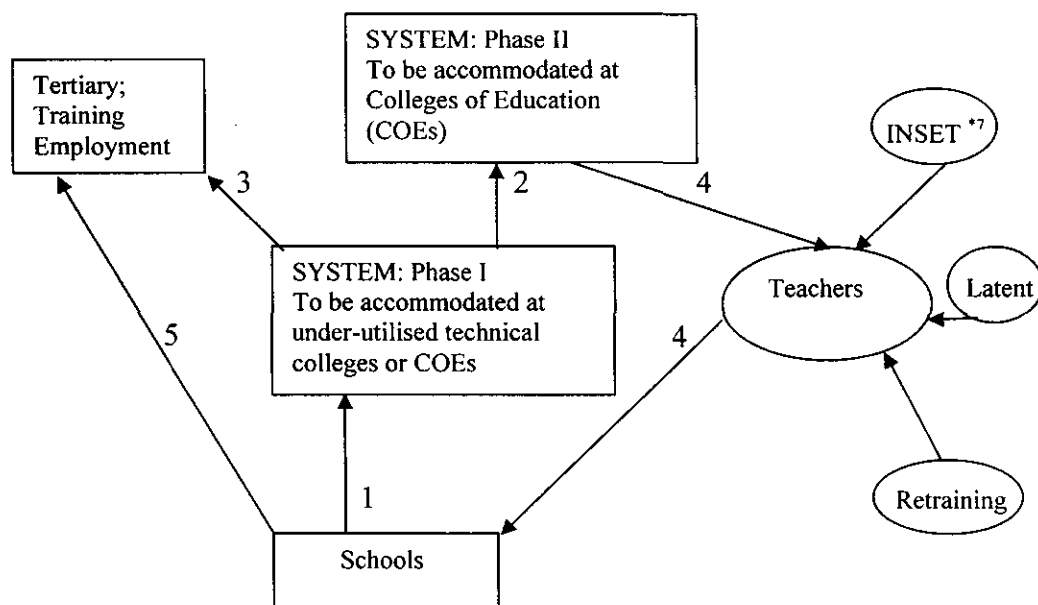 SYSTEM: Phase II
To be accommodated at
Colleges of Education
(COEs)
Tertiary;
Training
Employment
INSET *7
3
2
4
SYSTEM: Phase I
To be accommodated at
under-utilised technical
colleges or COEs
Teachers
Latent
5
4
Retraining
1
Schools